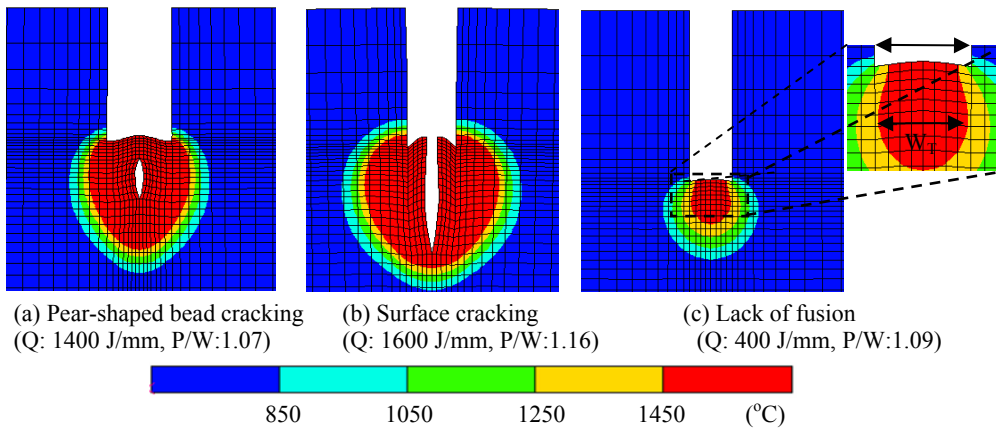 W_T
(a) Pear-shaped bead cracking
(Q: 1400 J/mm, P/W:1.07)
(b) Surface cracking
(Q: 1600 J/mm, P/W:1.16)
(c) Lack of fusion
(Q: 400 J/mm, P/W:1.09)
850 1050 1250 1450 (°C)